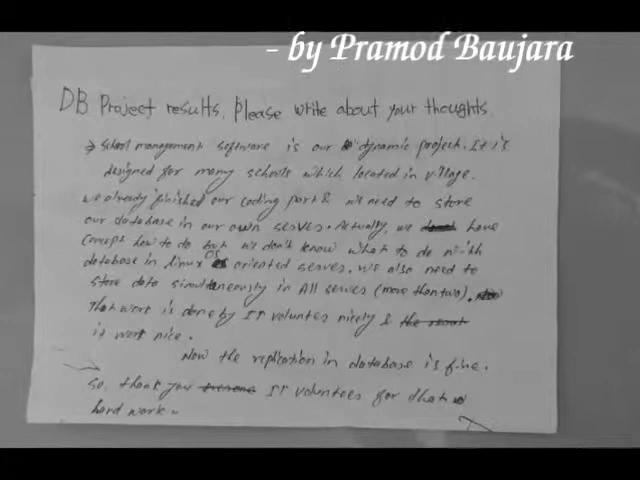 - by Pramod Baujara
DB Project results, Please write about your thoughts.
→ School management software is our dynamic project. It is
designed for many schools which located in village.
we already finished our coding part & we need to store
our database in our own serves. Actually, we have
concept how to do but we don't know what to do with
database in linux OS oriented serves. we also need to
store data simultaneously in All serves (more than two).
That work is done by IT volunter nicely &
it work nice.
Now the replication in database is fine.
So, thank you IT volunteers for that
hard work.